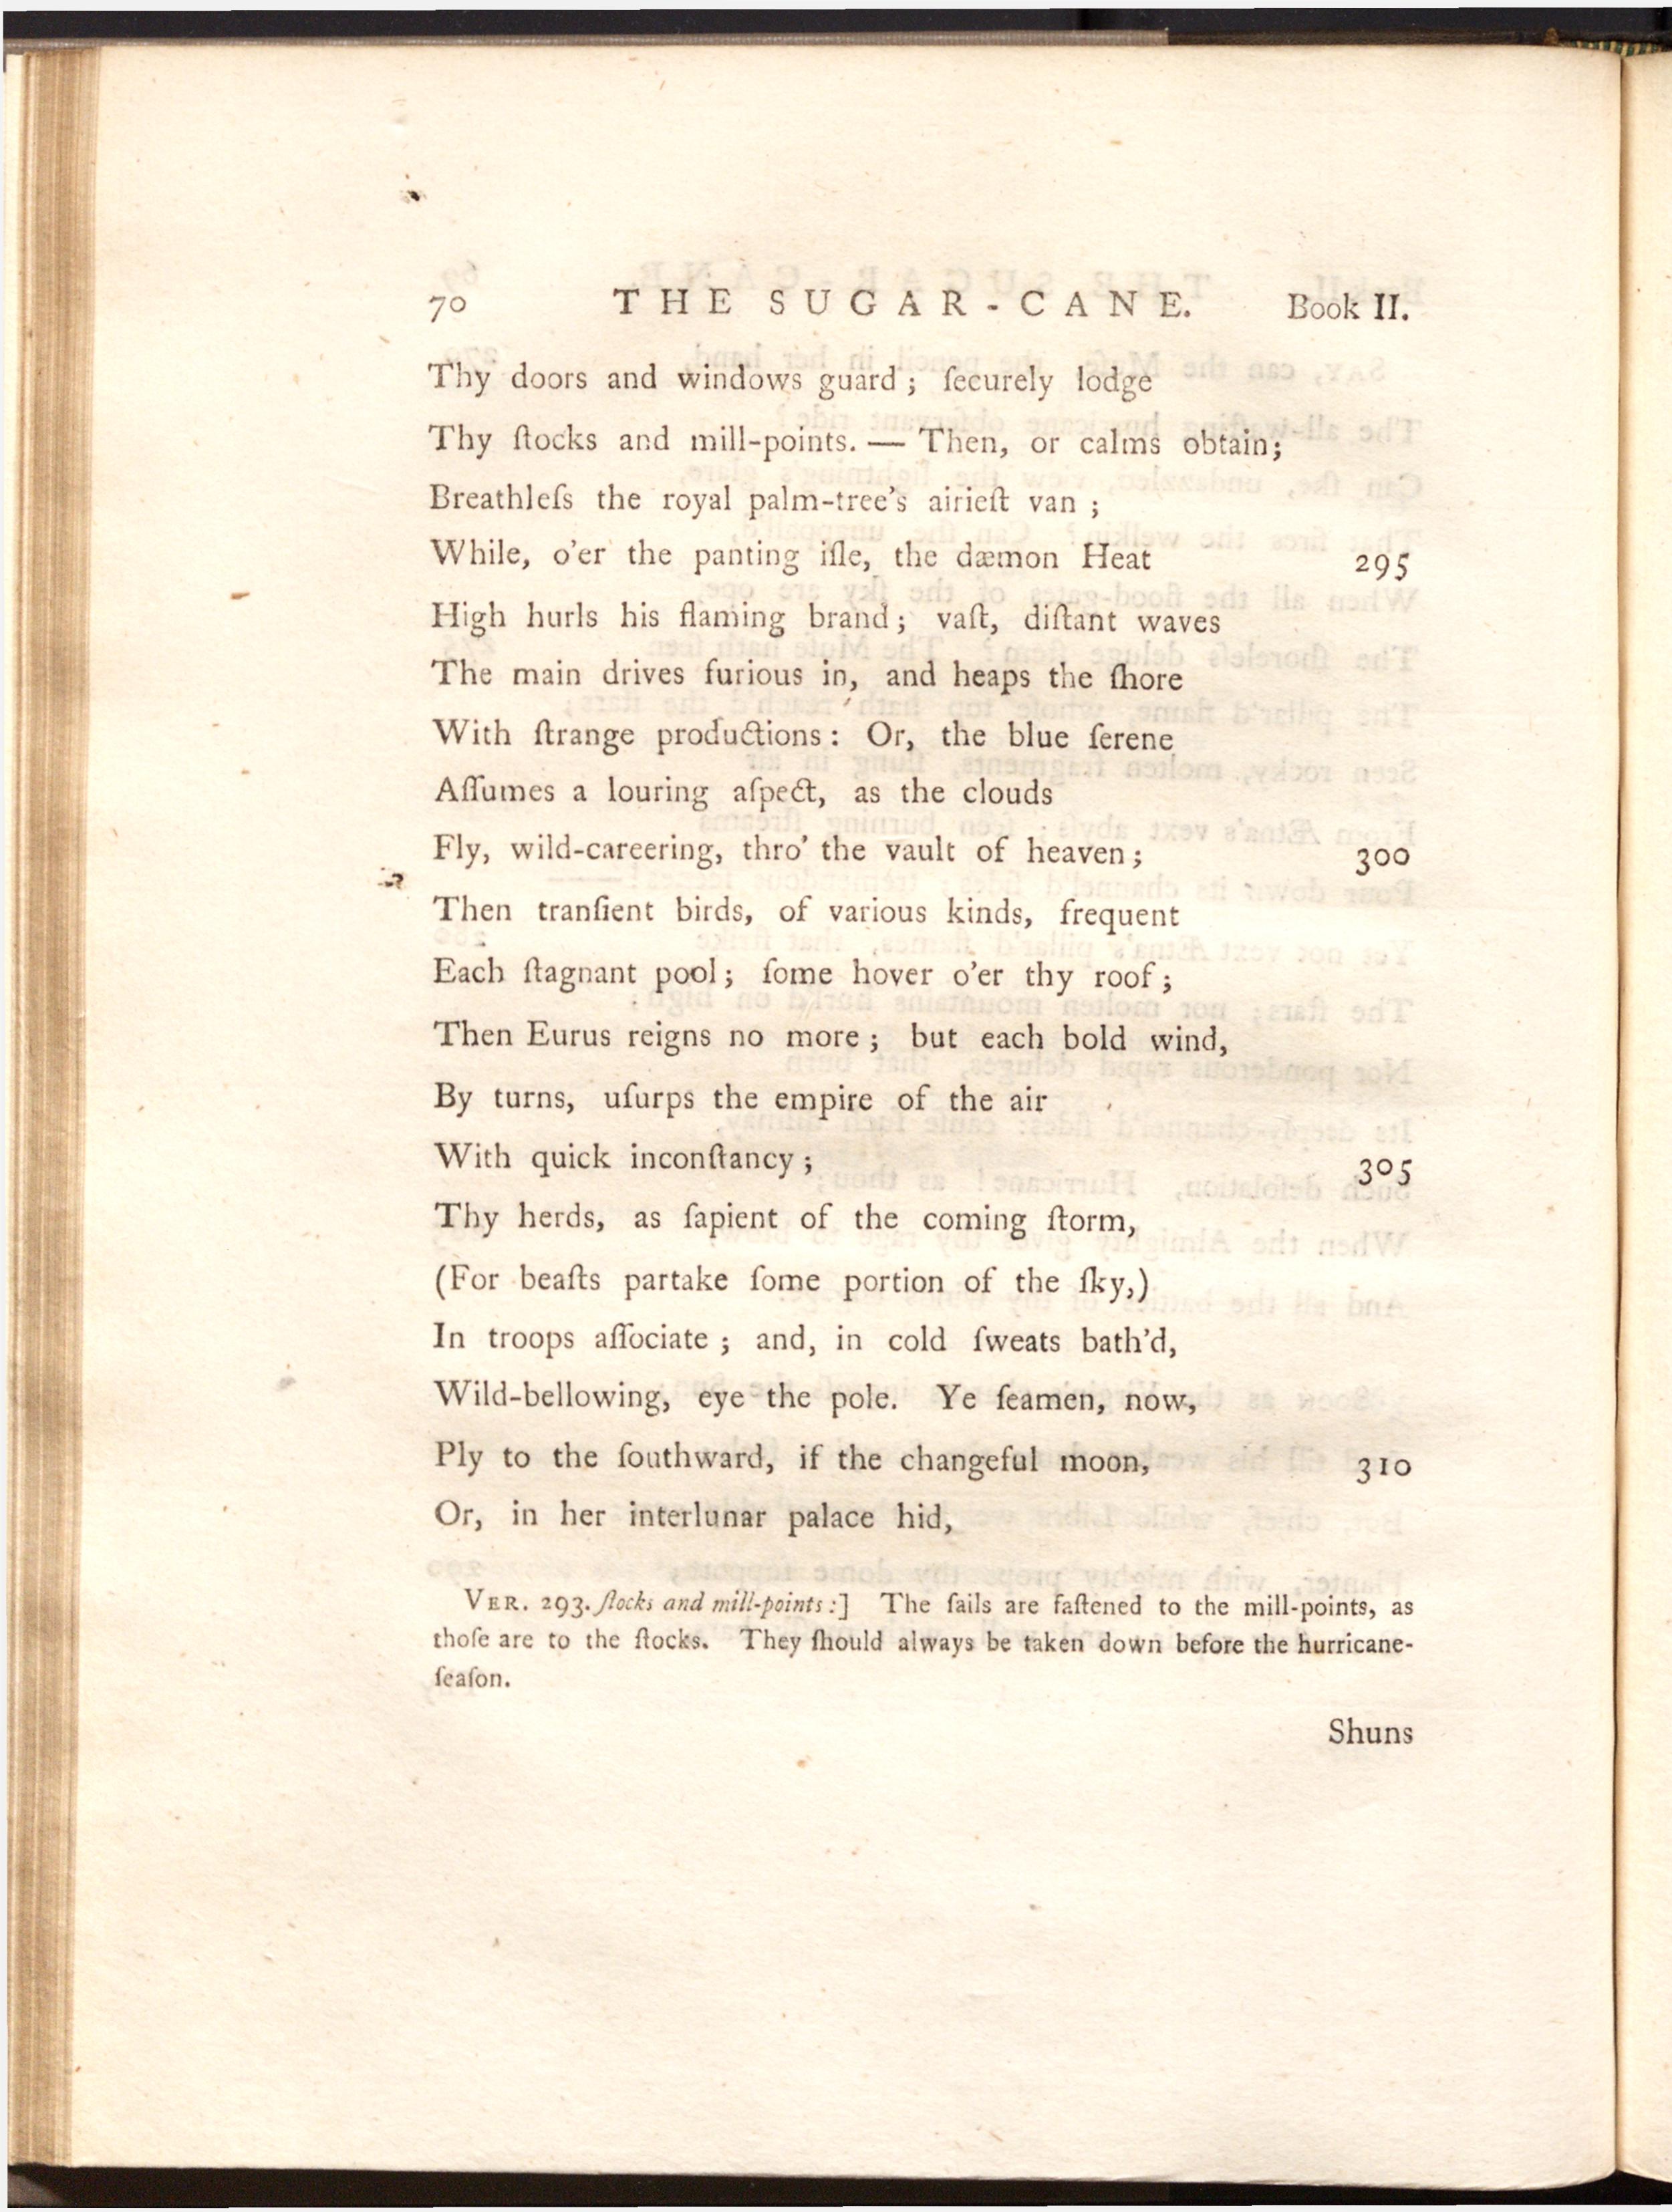 70 THE SUGAR-CANE. Book II.
Thy doors and windows guard; ſecurely lodge
Thy ſtocks and mill-points. — Then, or calms obtain;
Breathleſs the royal palm-tree's airieſt van;
While, o'er the panting iſle, the dæmon Heat 295
High hurls his flaming brand; vaſt, diſtant waves
The main drives furious in, and heaps the ſhore
With ſtrange productions: Or, the blue ſerene
Aſſumes a louring aſpect, as the clouds
Fly, wild-careering, thro' the vault of heaven; 300
Then tranſient birds, of various kinds, frequent
Each ſtagnant pool; ſome hover o'er thy roof;
Then Eurus reigns no more; but each bold wind,
By turns, uſurps the empire of the air
With quick inconſtancy; 305
Thy herds, as ſapient of the coming ſtorm,
(For beaſts partake ſome portion of the ſky,)
In troops aſſociate; and, in cold ſweats bath'd,
Wild-bellowing, eye the pole. Ye ſeamen, now,
Ply to the ſouthward, if the changeful moon, 310
Or, in her interlunar palace hid,
VER. 293. ſtocks and mill-points:] The ſails are faſtened to the mill-points, as
thoſe are to the ſtocks. They ſhould always be taken down before the hurricane-
ſeaſon.
Shuns